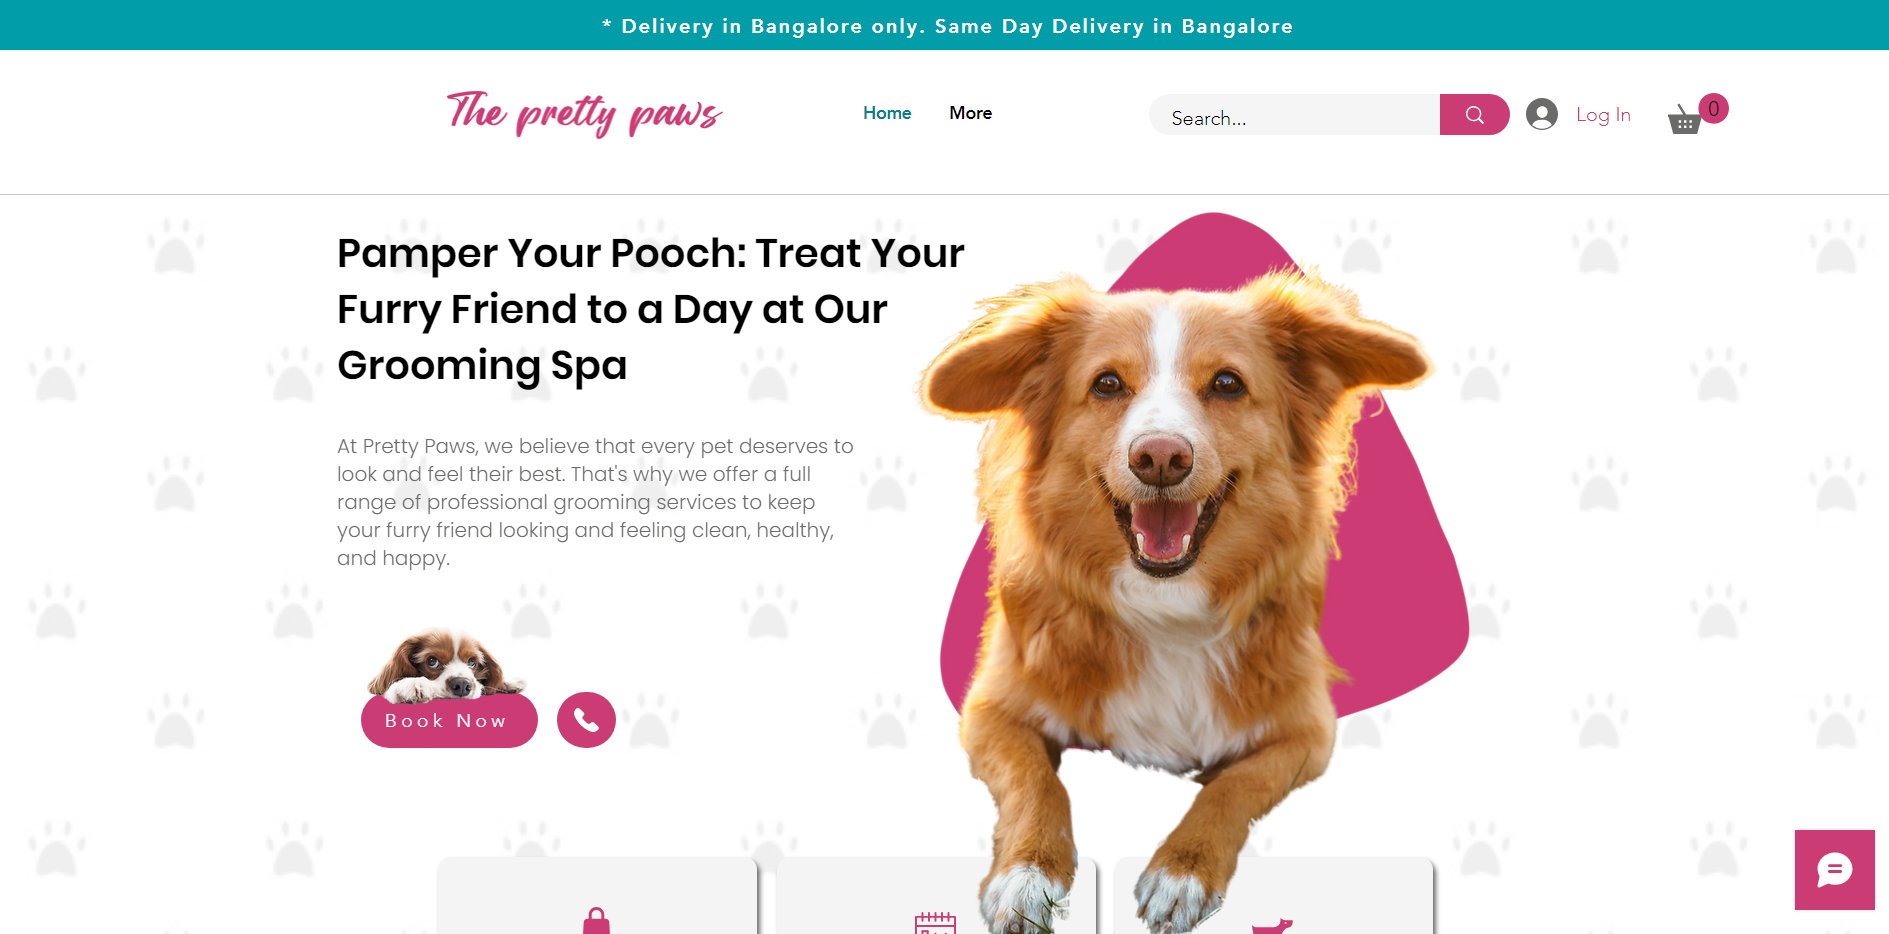 * Delivery in Bangalore only. Same Day Delivery in Bangalore
The pretty paws
Home
More
Search...
Log In
0
Pamper Your Pooch: Treat Your
Furry Friend to a Day at Our
Grooming Spa
At Pretty Paws, we believe that every pet deserves to
look and feel their best. That's why we offer a full
range of professional grooming services to keep
your furry friend looking and feeling clean, healthy,
and happy.
Book Now